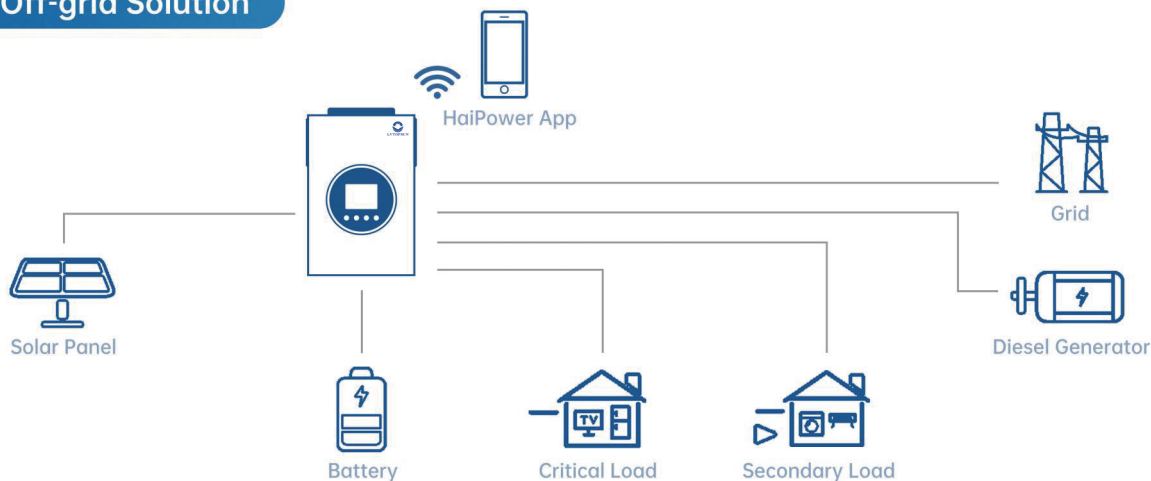 Off-grid Solution
HaiPower App
Grid
Solar Panel
Diesel Generator
TV
Battery
Critical Load
Secondary Load